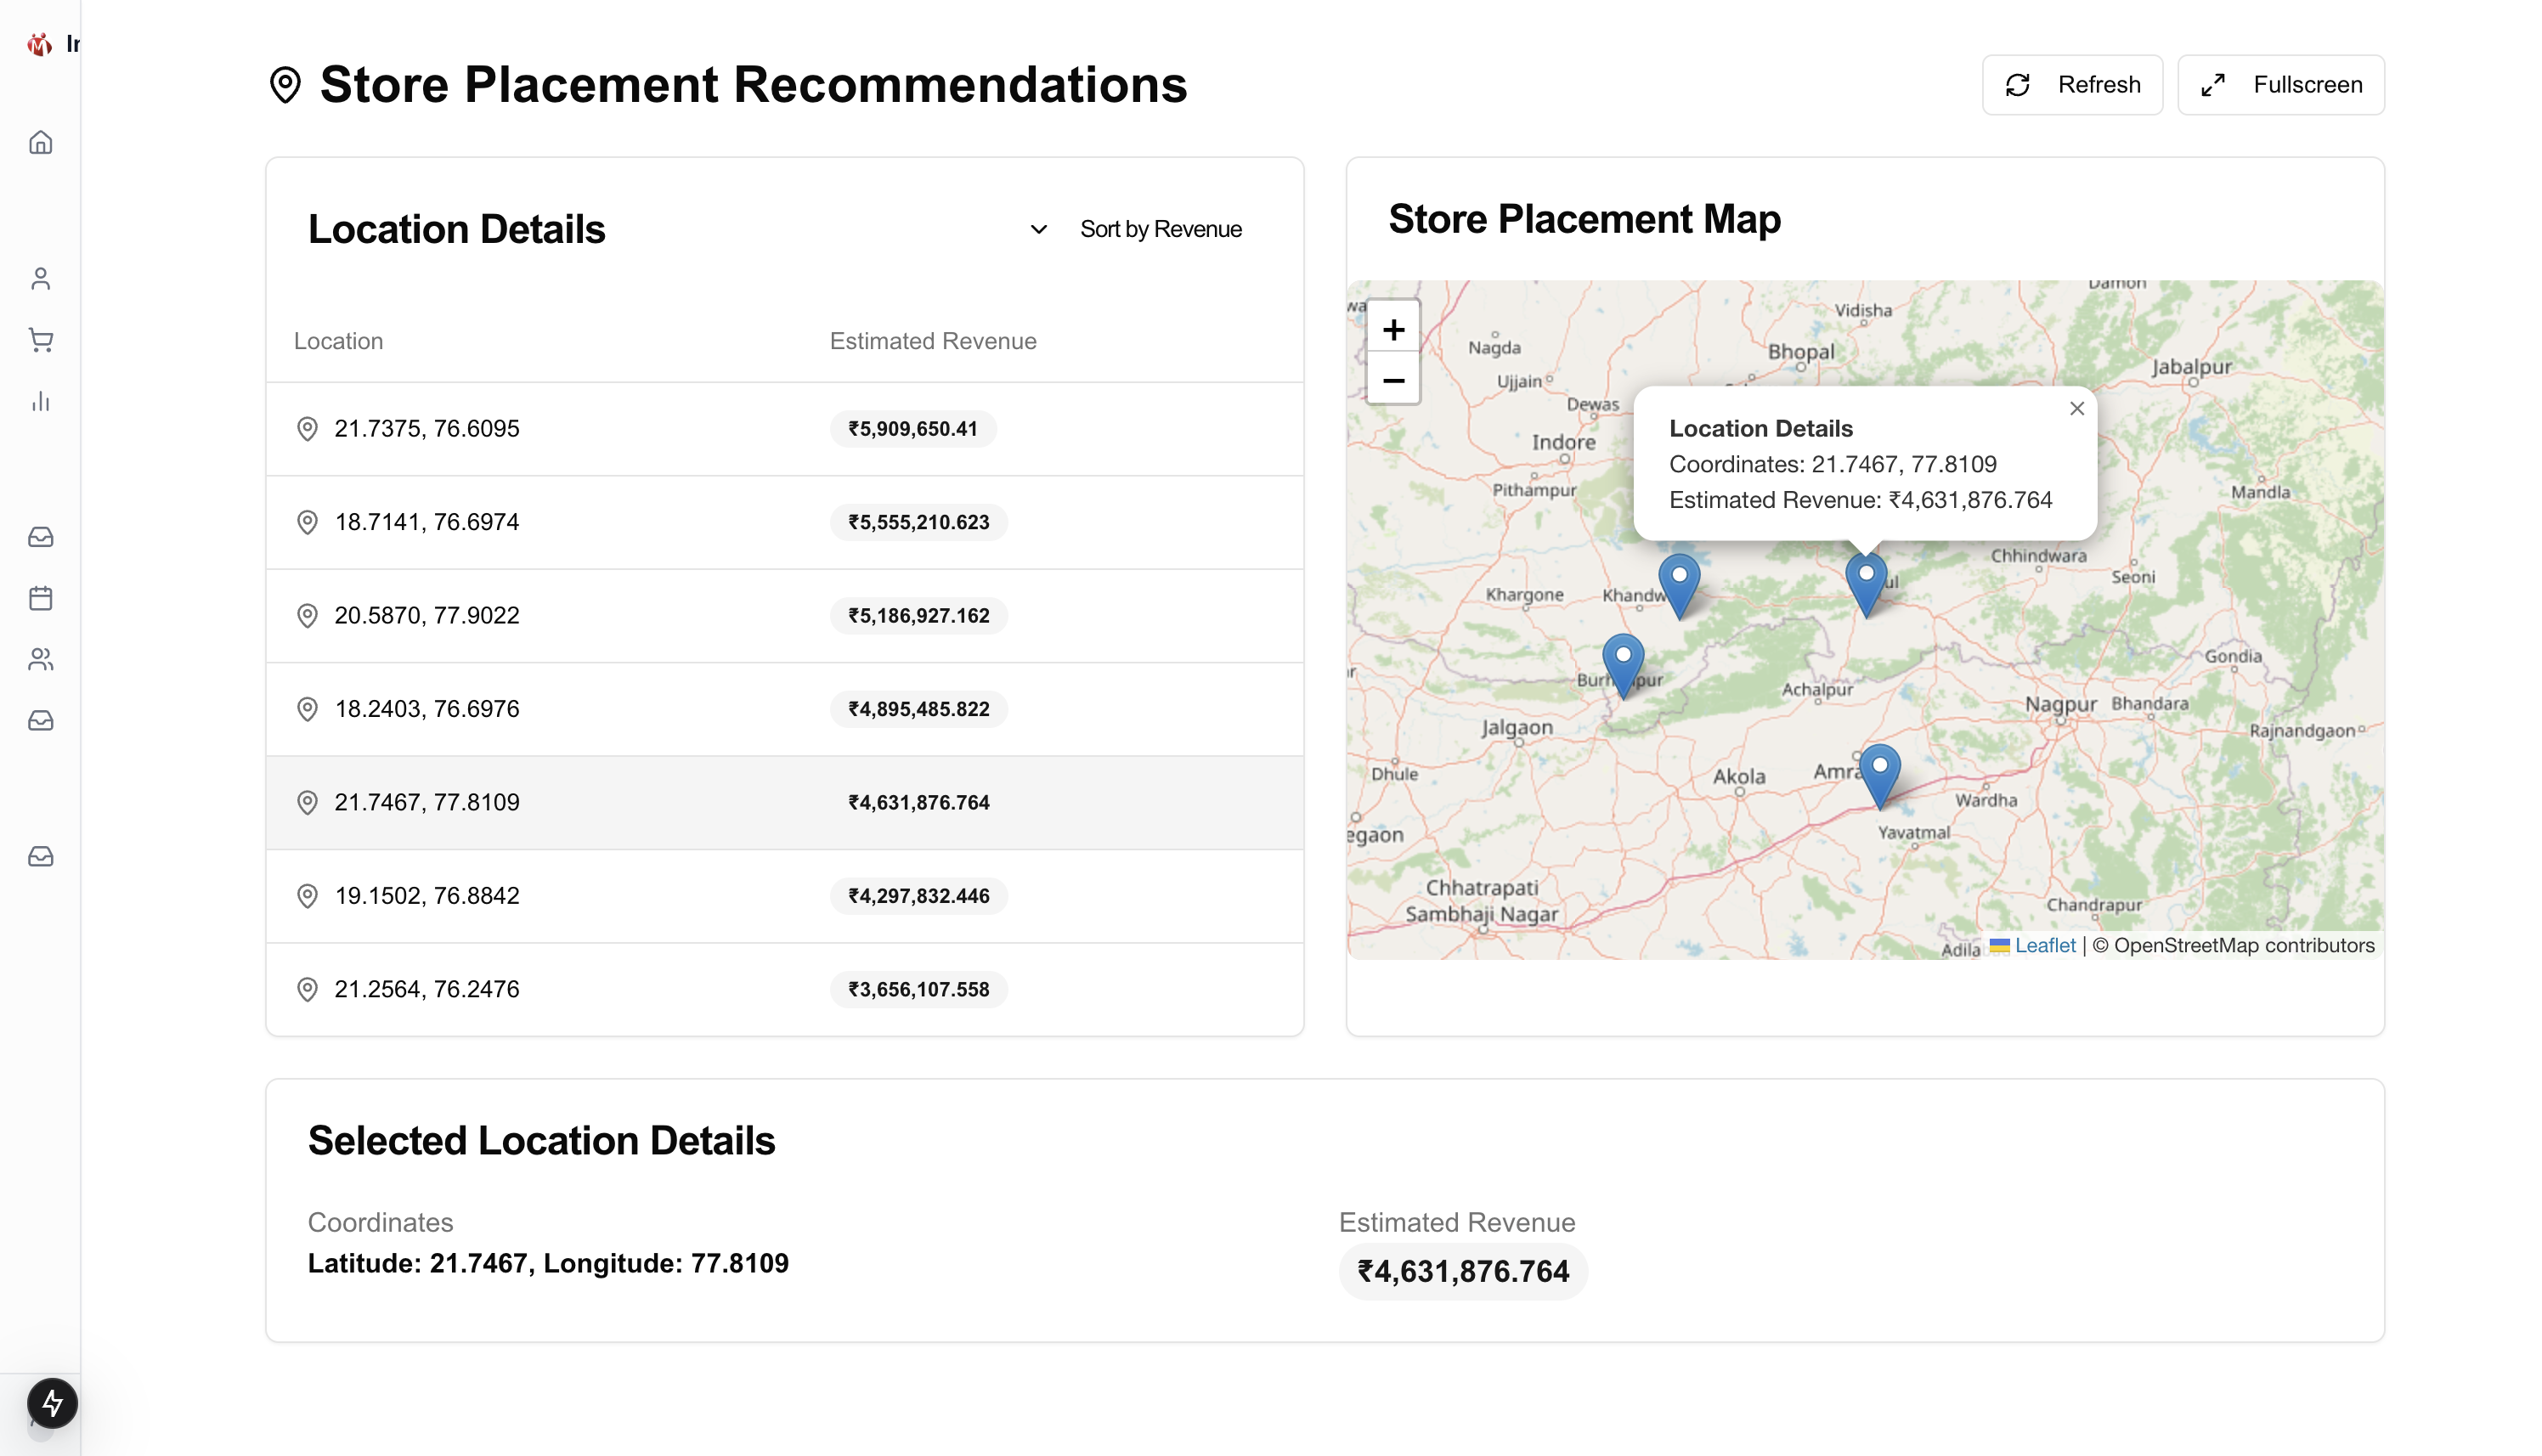 Store Placement Recommendations
Refresh
Fullscreen
Location Details
Sort by Revenue
Location Estimated Revenue
21.7375, 76.6095 ₹5,909,650.41
18.7141, 76.6974 ₹5,555,210.623
20.5870, 77.9022 ₹5,186,927.162
18.2403, 76.6976 ₹4,895,485.822
21.7467, 77.8109 ₹4,631,876.764
19.1502, 76.8842 ₹4,297,832.446
21.2564, 76.2476 ₹3,656,107.558
Store Placement Map
+
−
Damoh
Vidisha
Nagda
Bhopal
Jabalpur
Ujjain
Dewas
Indore
Pithampur
Mandla
Location Details
Coordinates: 21.7467, 77.8109
Estimated Revenue: ₹4,631,876.764
Chhindwara
Seoni
Khargone
Khandw
ul
Gondia
Burh
pur
Achalpur
Nagpur
Bhandara
Jalgaon
Rajnandgaon
Dhule
Akola
Amra
Wardha
egaon
Yavatmal
Chhatrapati
Sambhaji Nagar
Chandrapur
Adila
Leaflet | © OpenStreetMap contributors
Selected Location Details
Coordinates
Latitude: 21.7467, Longitude: 77.8109
Estimated Revenue
₹4,631,876.764